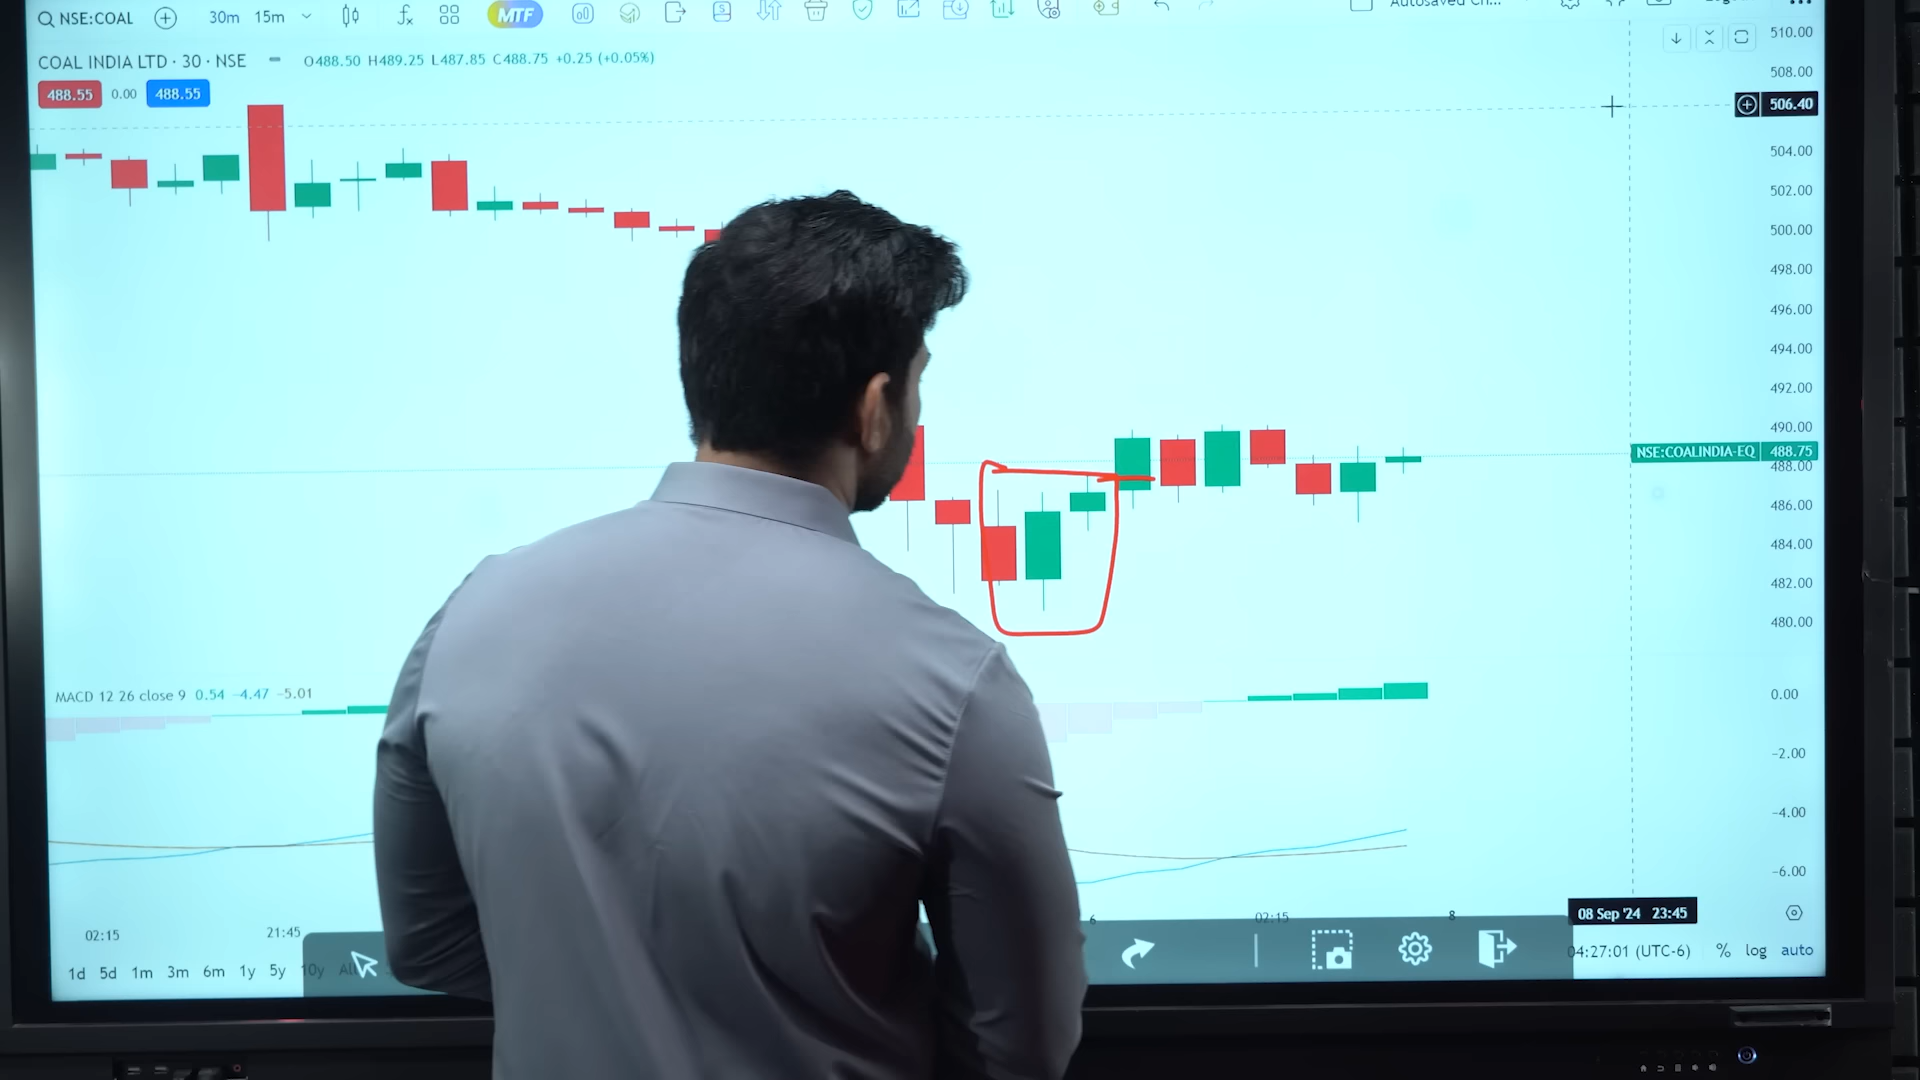 NSE:COAL 30m 15m MTF
COAL INDIA LTD · 30 · NSE O488.50 H489.25 L487.85 C488.75 +0.25 (+0.05%)
488.55 0.00 488.55
510.00
508.00
506.40
504.00
502.00
500.00
498.00
496.00
494.00
492.00
490.00
NSE:COALINDIA-EQ 488.75
488.00
486.00
484.00
482.00
480.00
MACD 12 26 close 9 0.54 −4.47 −5.01
0.00
−2.00
−4.00
−6.00
02:15 21:45 6 02:15 8 08 Sep '24 23:45
1d 5d 1m 3m 6m 1y 5y 10y 04:27:01 (UTC-6) % log auto